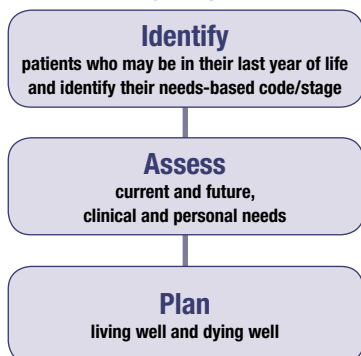 Identify
patients who may be in their last year of life
and identify their needs-based code/stage
Assess
current and future,
clinical and personal needs
Plan
living well and dying well